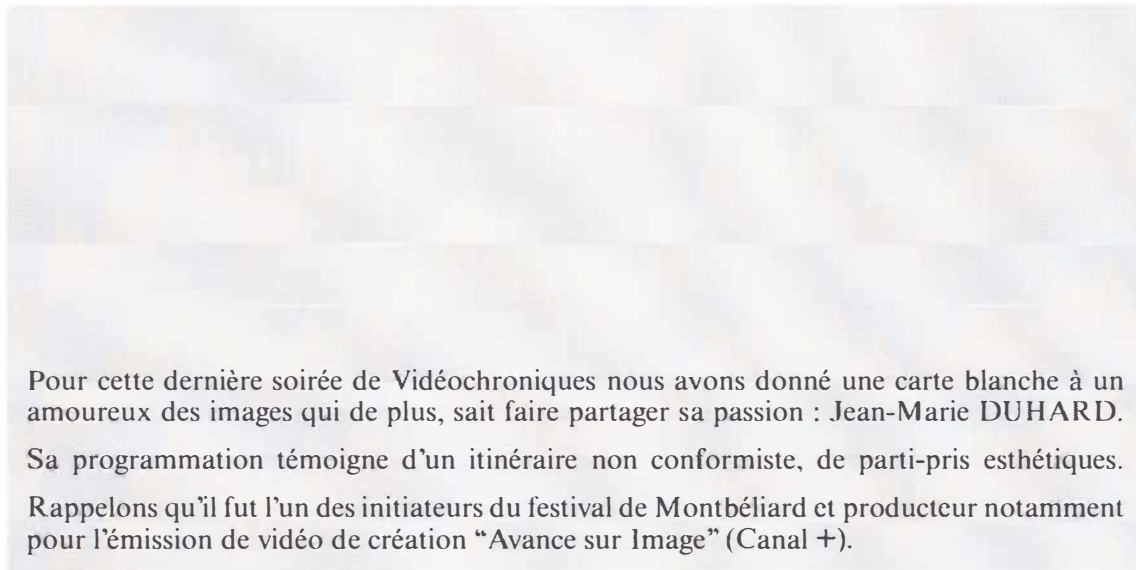 Pour cette dernière soirée de Vidéochroniques nous avons donné une carte blanche à un
amoureux des images qui de plus, sait faire partager sa passion : Jean-Marie DUHARD.
Sa programmation témoigne d'un itinéraire non conformiste, de parti-pris esthétiques.
Rappelons qu'il fut l'un des initiateurs du festival de Montbéliard et producteur notamment
pour l'émission de vidéo de création “Avance sur Image” (Canal +).